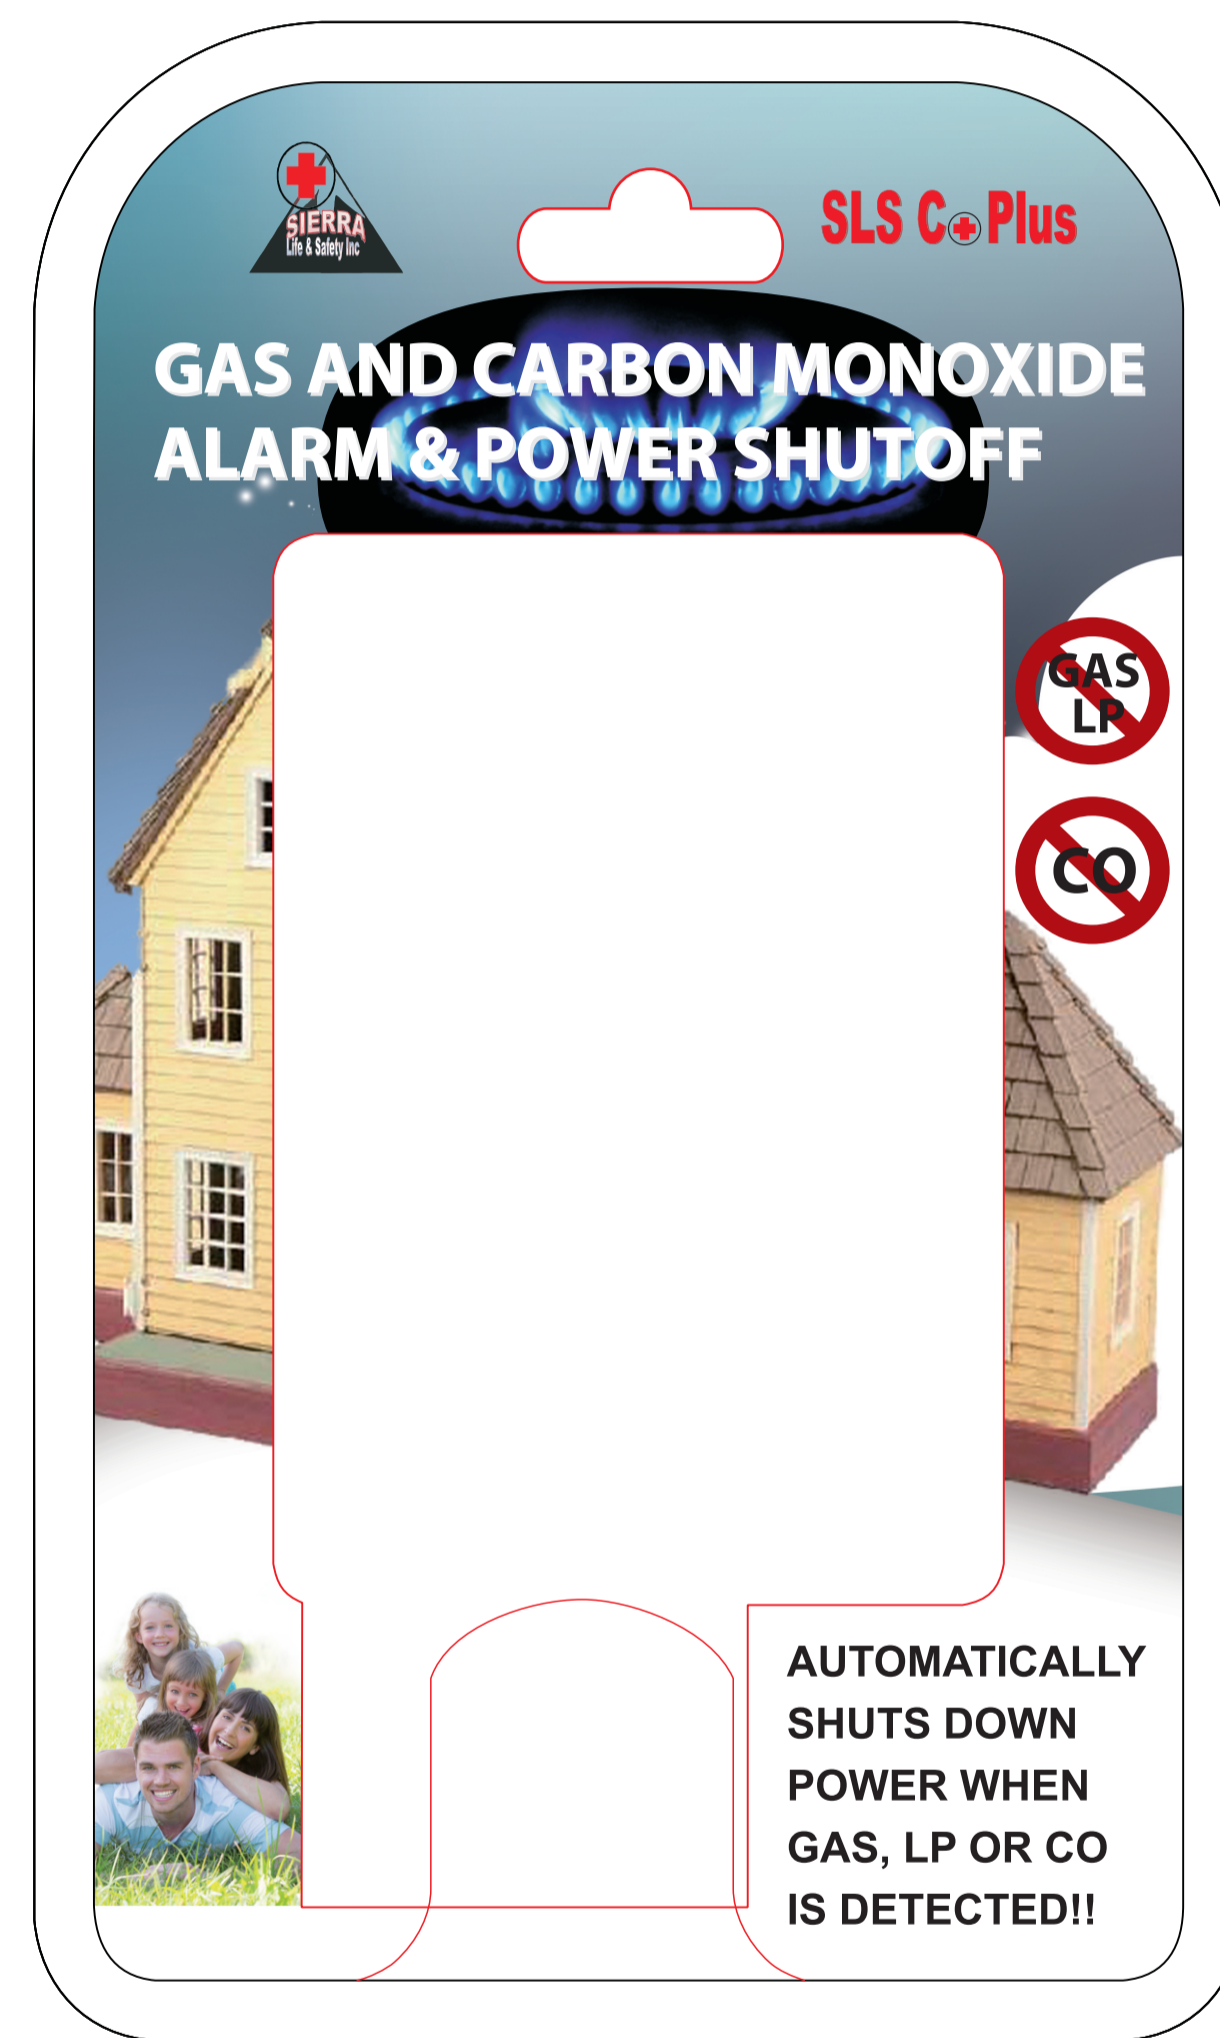 SIERRA
Life & Safety Inc
SLS C Plus
GAS AND CARBON MONOXIDE
ALARM & POWER SHUTOFF
GAS
LP
CO
AUTOMATICALLY
SHUTS DOWN
POWER WHEN
GAS, LP OR CO
IS DETECTED!!